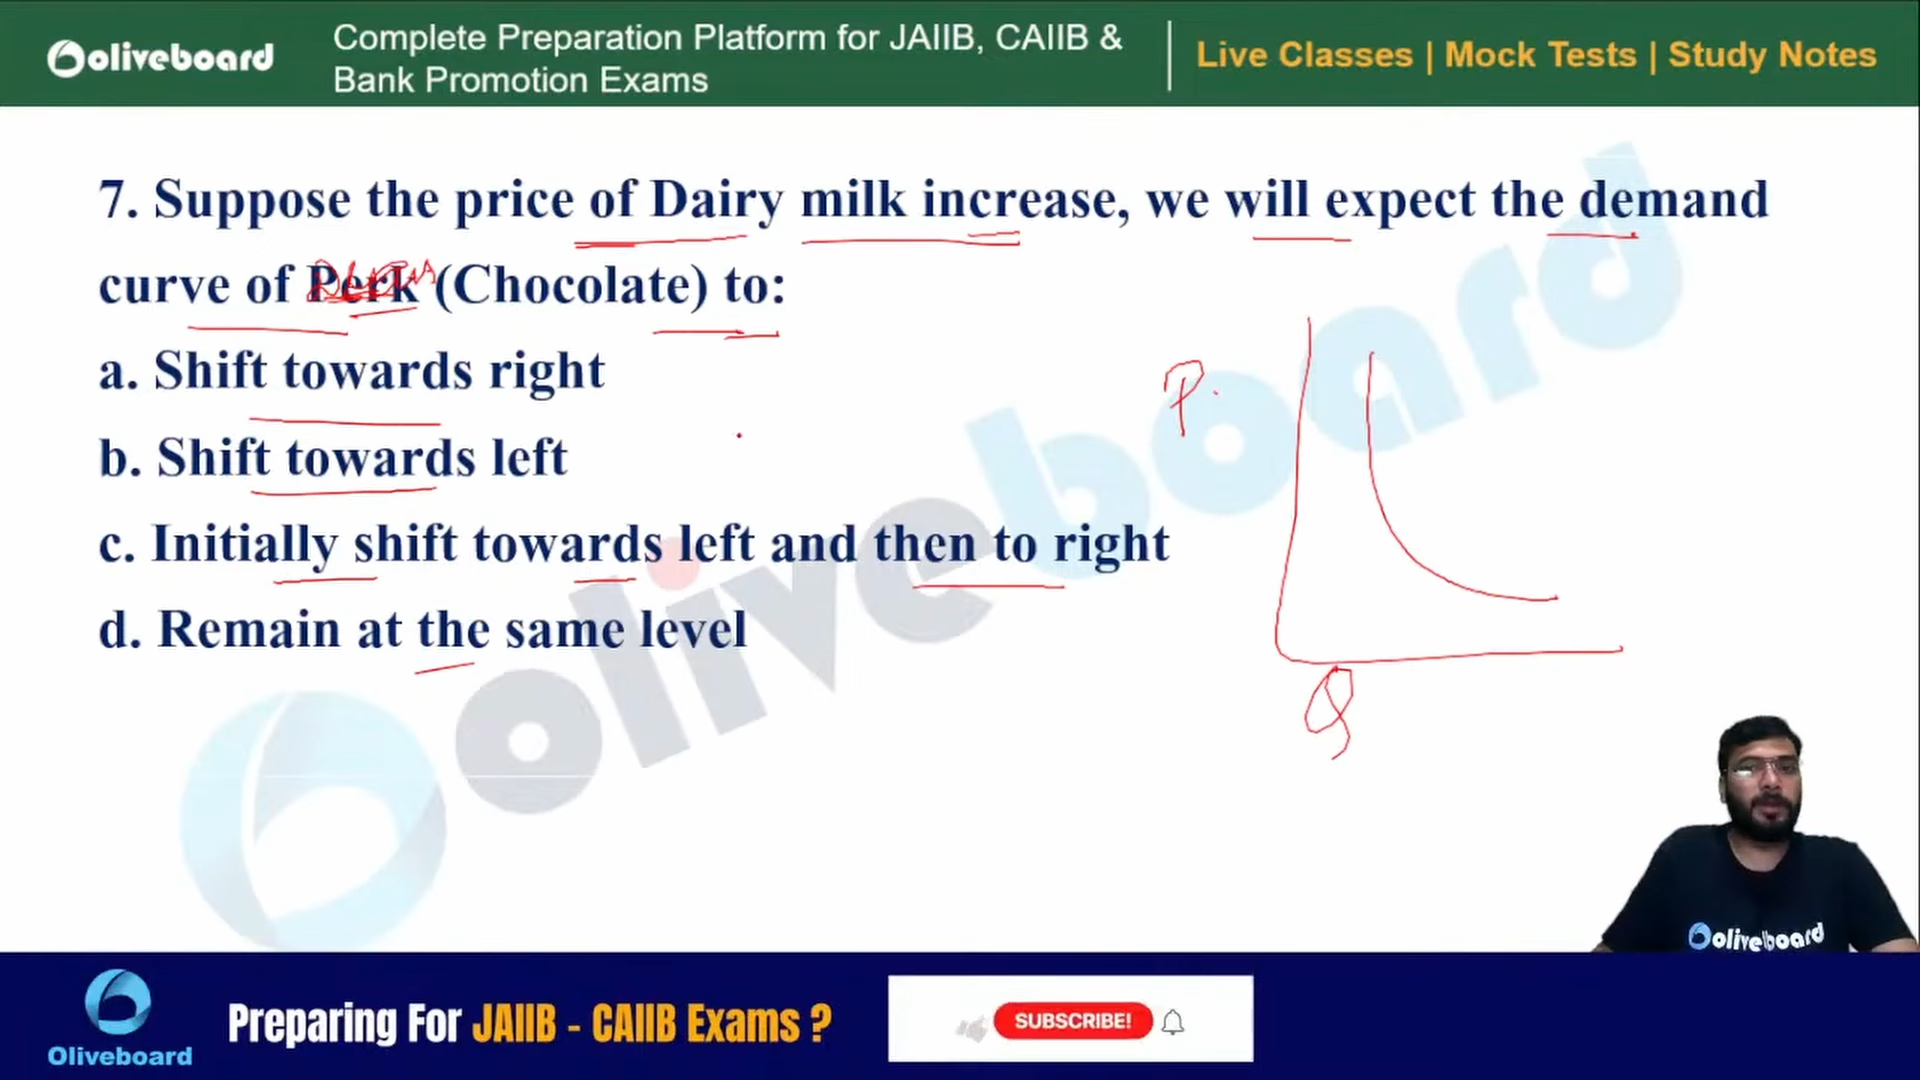 oliveboard
Complete Preparation Platform for JAIIB, CAIIB &
Bank Promotion Exams
Live Classes | Mock Tests | Study Notes
7. Suppose the price of Dairy milk increase, we will expect the demand
curve of Perk (Chocolate) to:
a. Shift towards right
b. Shift towards left
c. Initially shift towards left and then to right
d. Remain at the same level
P
Q
oliveboard
oliveboard
Oliveboard
Preparing For JAIIB - CAIIB Exams ?
SUBSCRIBE!